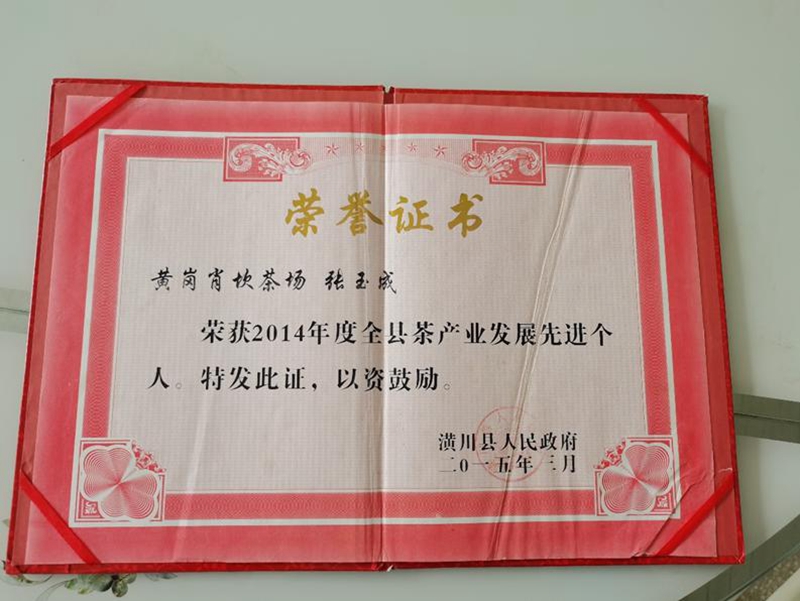 荣誉证书
黄岗肖坎茶场 张玉成
荣获2014年度全县茶产业发展先进个
人。特发此证，以资鼓励。
潢川县人民政府
二0一五年三月